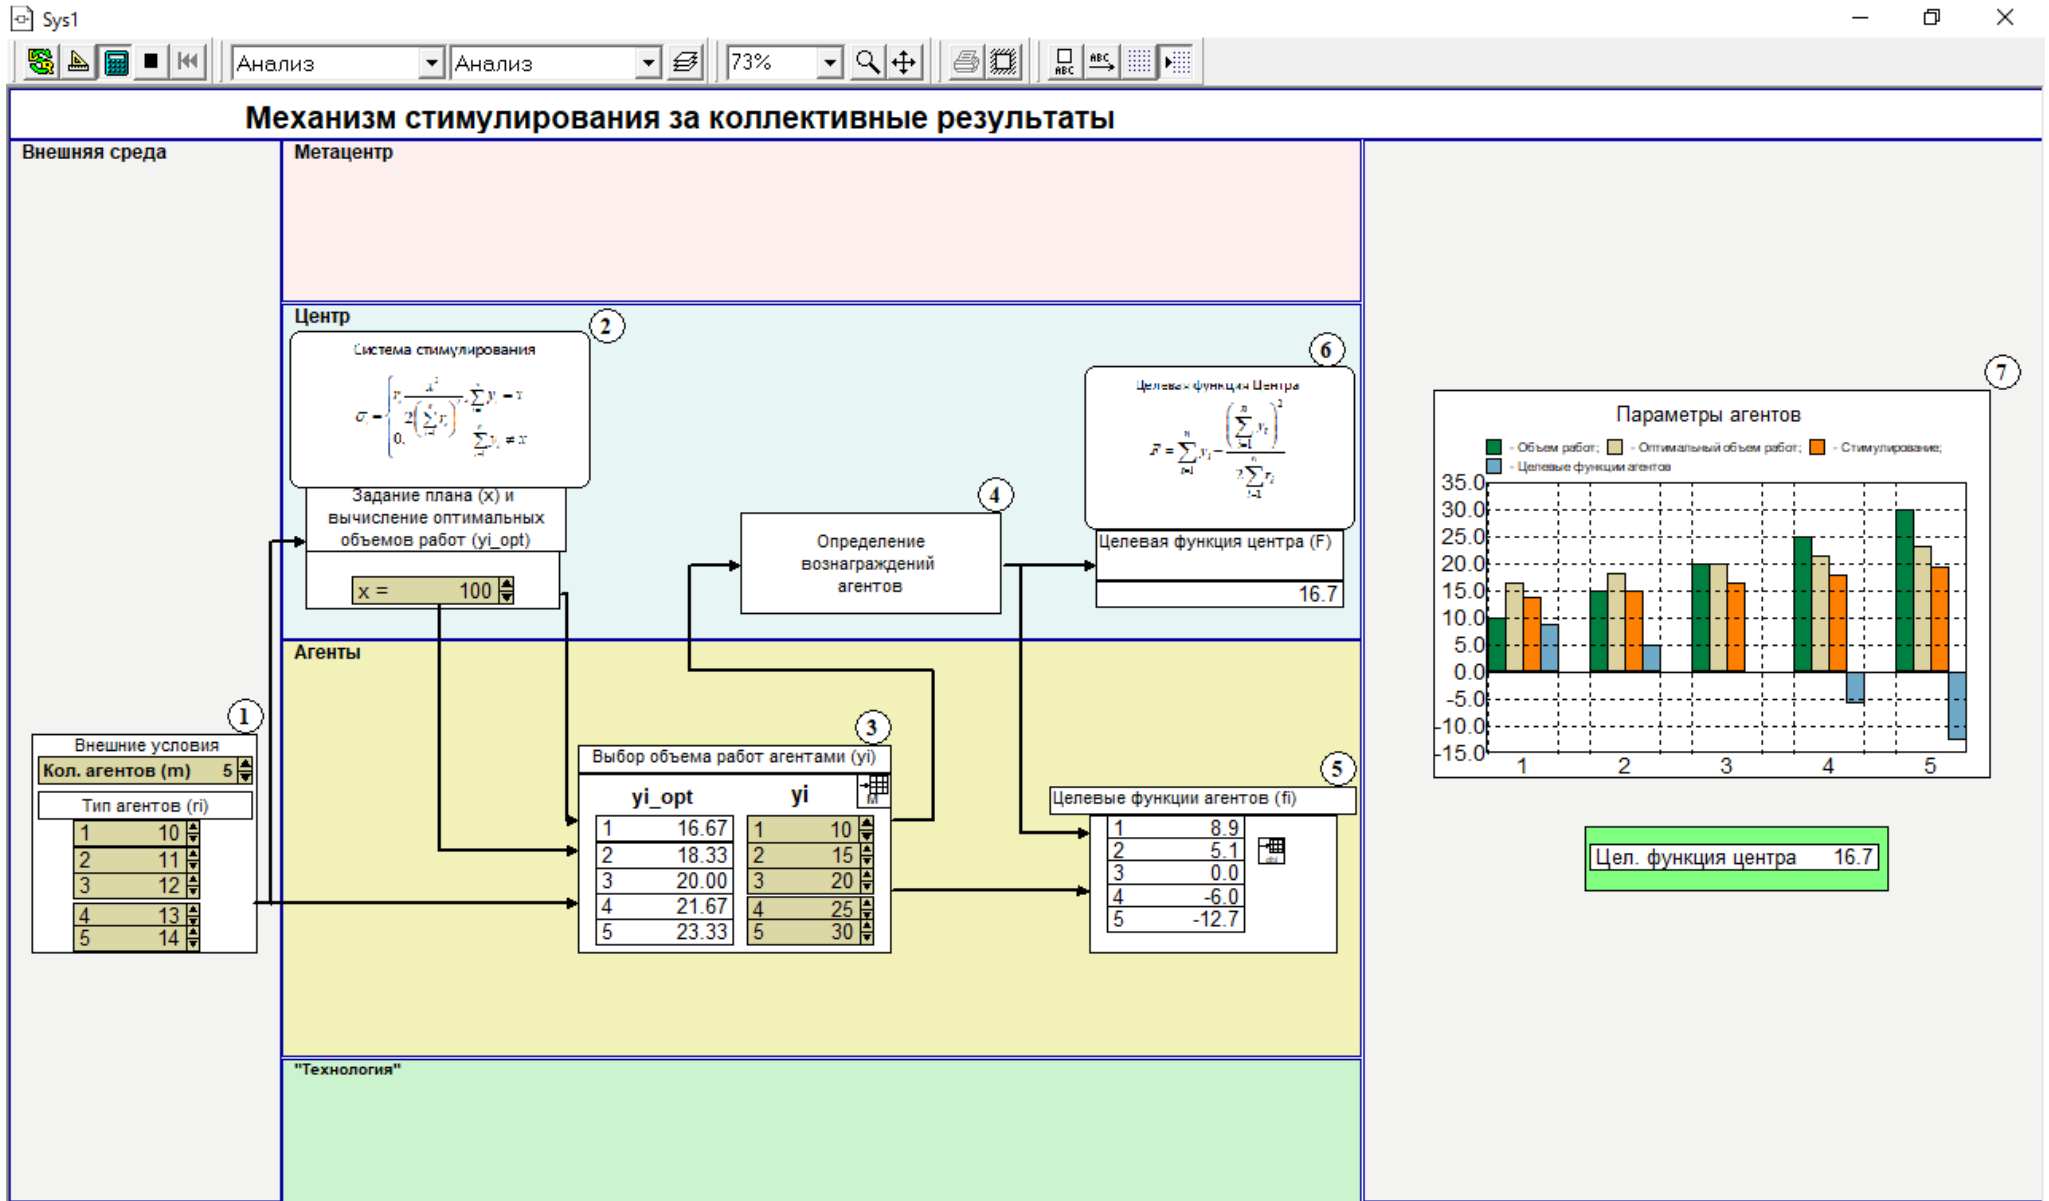 Sys1
Анализ
Анализ
73%
ABC
ABC
Механизм стимулирования за коллективные результаты
Внешняя среда
Метацентр
Центр
2
Система стимулирования
Задание плана (x) и
вычисление оптимальных
объемов работ (yi_opt)
x = 100
4
Определение
вознаграждений
агентов
6
Целевая функция Центра
Целевая функция центра (F)
16.7
Агенты
1
Внешние условия
Кол. агентов (m) 5
Тип агентов (ri)
1 10
2 11
3 12
4 13
5 14
3
Выбор объема работ агентами (yi)
yi_opt yi
M
1 16.67 1 10
2 18.33 2 15
3 20.00 3 20
4 21.67 4 25
5 23.33 5 30
5
Целевые функции агентов (fi)
1 8.9
2 5.1
3 0.0
4 -6.0
5 -12.7
"Технология"
7
Параметры агентов
- Объем работ; - Оптимальный объем работ; - Стимулирование;
- Целевые функции агентов
35.0
30.0
25.0
20.0
15.0
10.0
5.0
0.0
-5.0
-10.0
-15.0
1 2 3 4 5
Цел. функция центра 16.7